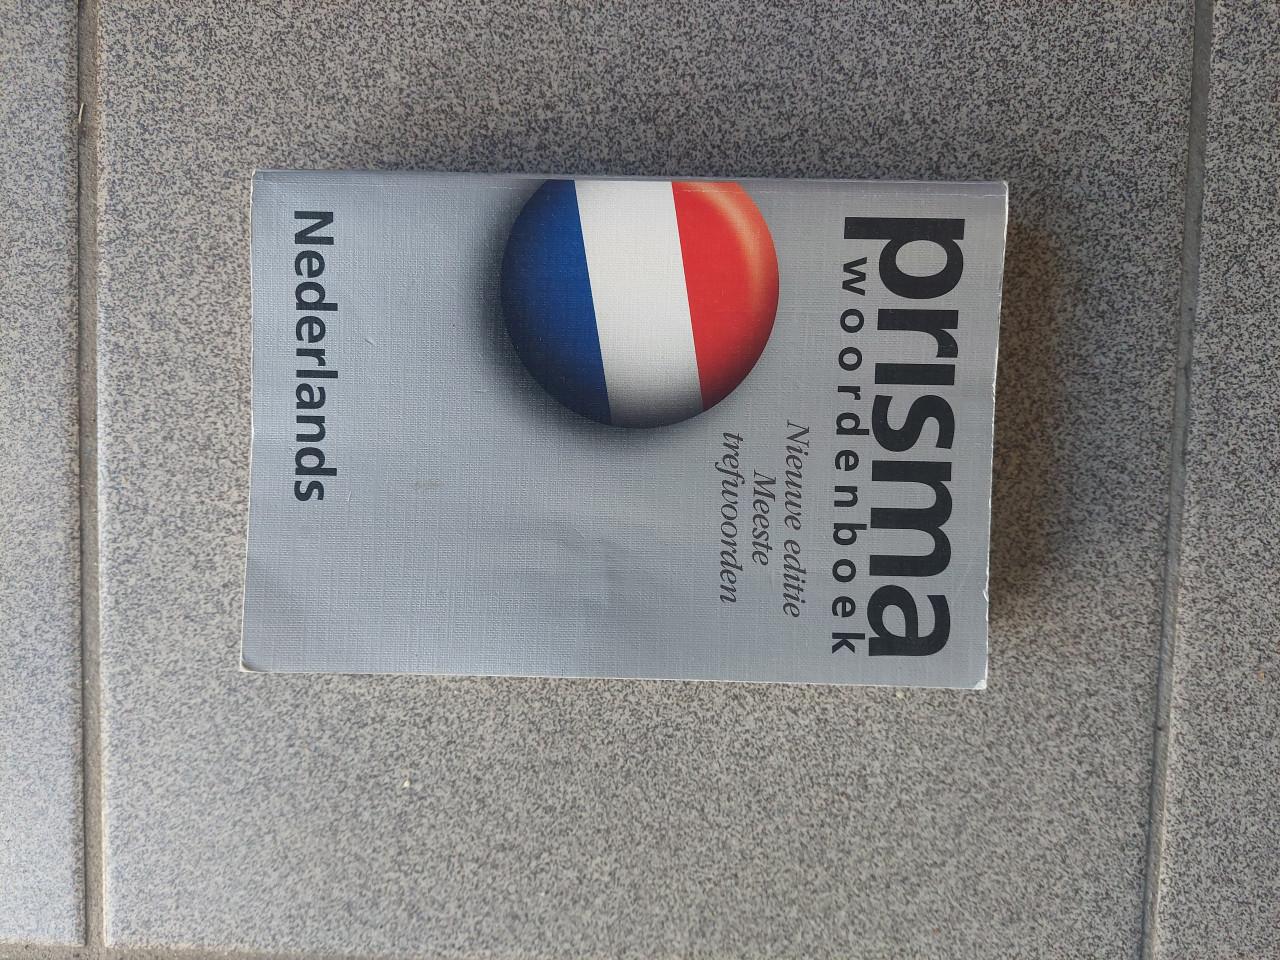 prisma
woordenboek
Nieuwe editie
Meeste
trefwoorden
Nederlands